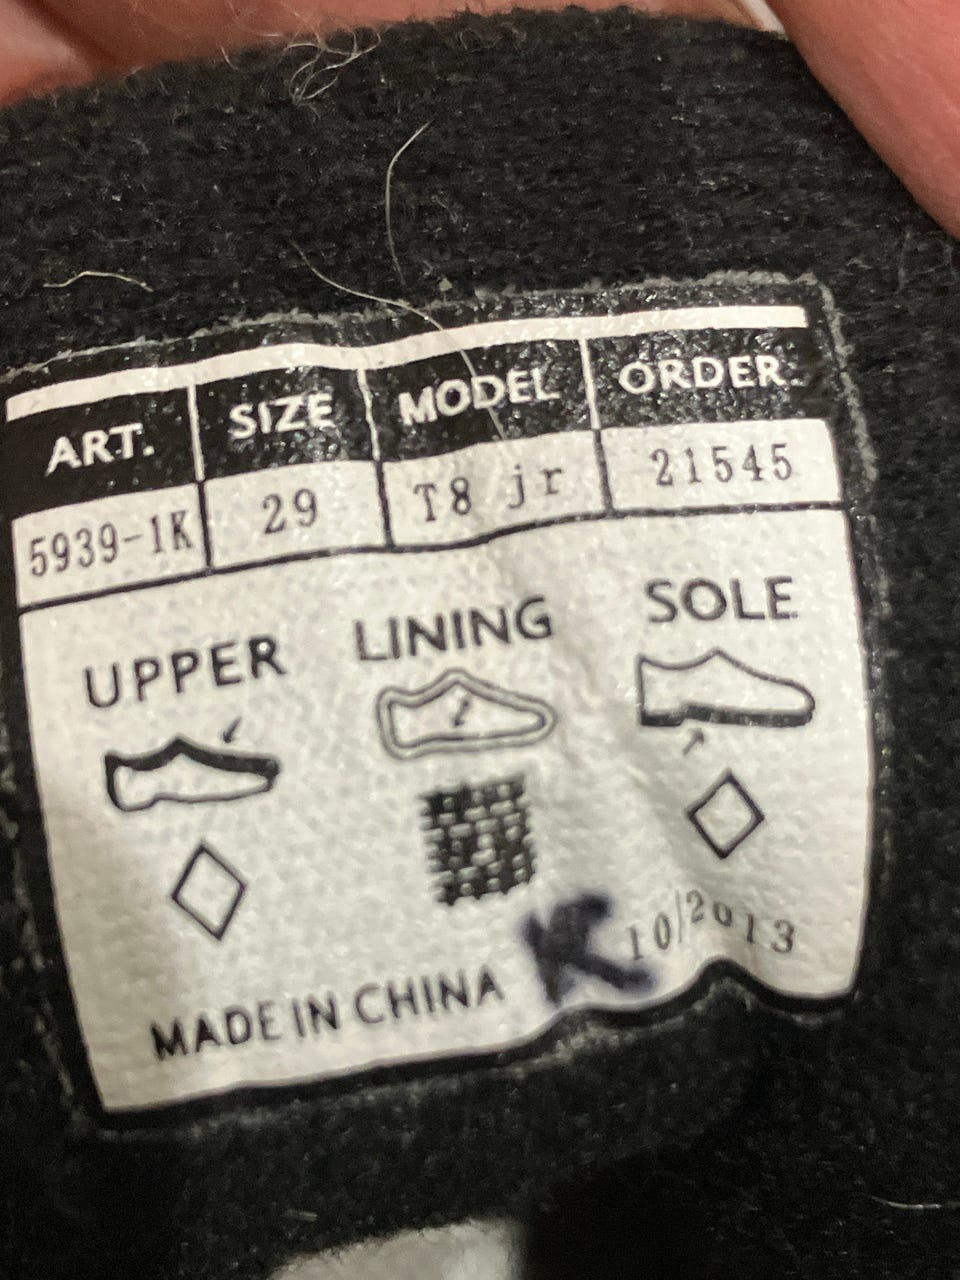 ART. SIZE MODEL ORDER:
5939-1K 29 T8 jr 21545
UPPER LINING SOLE
10/2013
MADE IN CHINA K